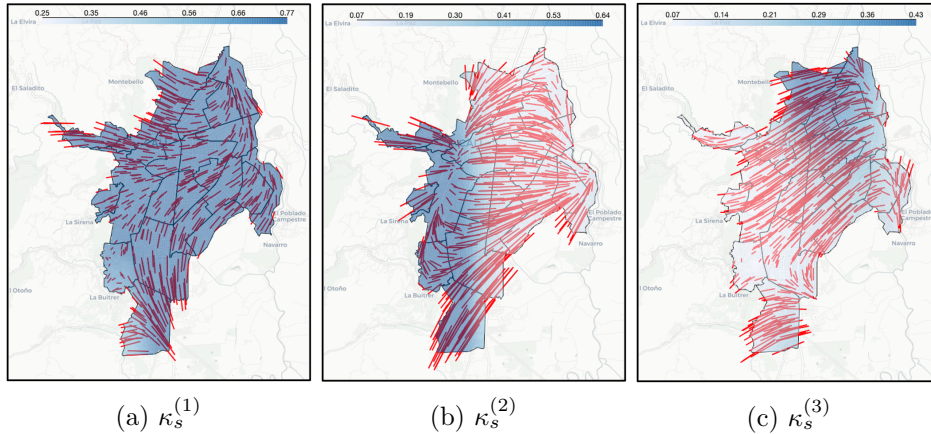 0.25 0.35 0.46 0.56 0.66 0.77
La Elvira
Montebello
El Saladito
La Sirena
El Poblado
Campestre
Navarro
El Otoño
La Buitrer
0.07 0.19 0.30 0.41 0.53 0.64
La Elvira
Montebello
El Saladito
La Sirena
El Poblado
Campestre
Navarro
El Otoño
La Buitrer
0.07 0.14 0.21 0.29 0.36 0.43
La Elvira
Montebello
El Saladito
La Sirena
El Poblado
Campestre
Navarro
l Otoño
La Buitrer
(a) κ_s^(1)
(b) κ_s^(2)
(c) κ_s^(3)